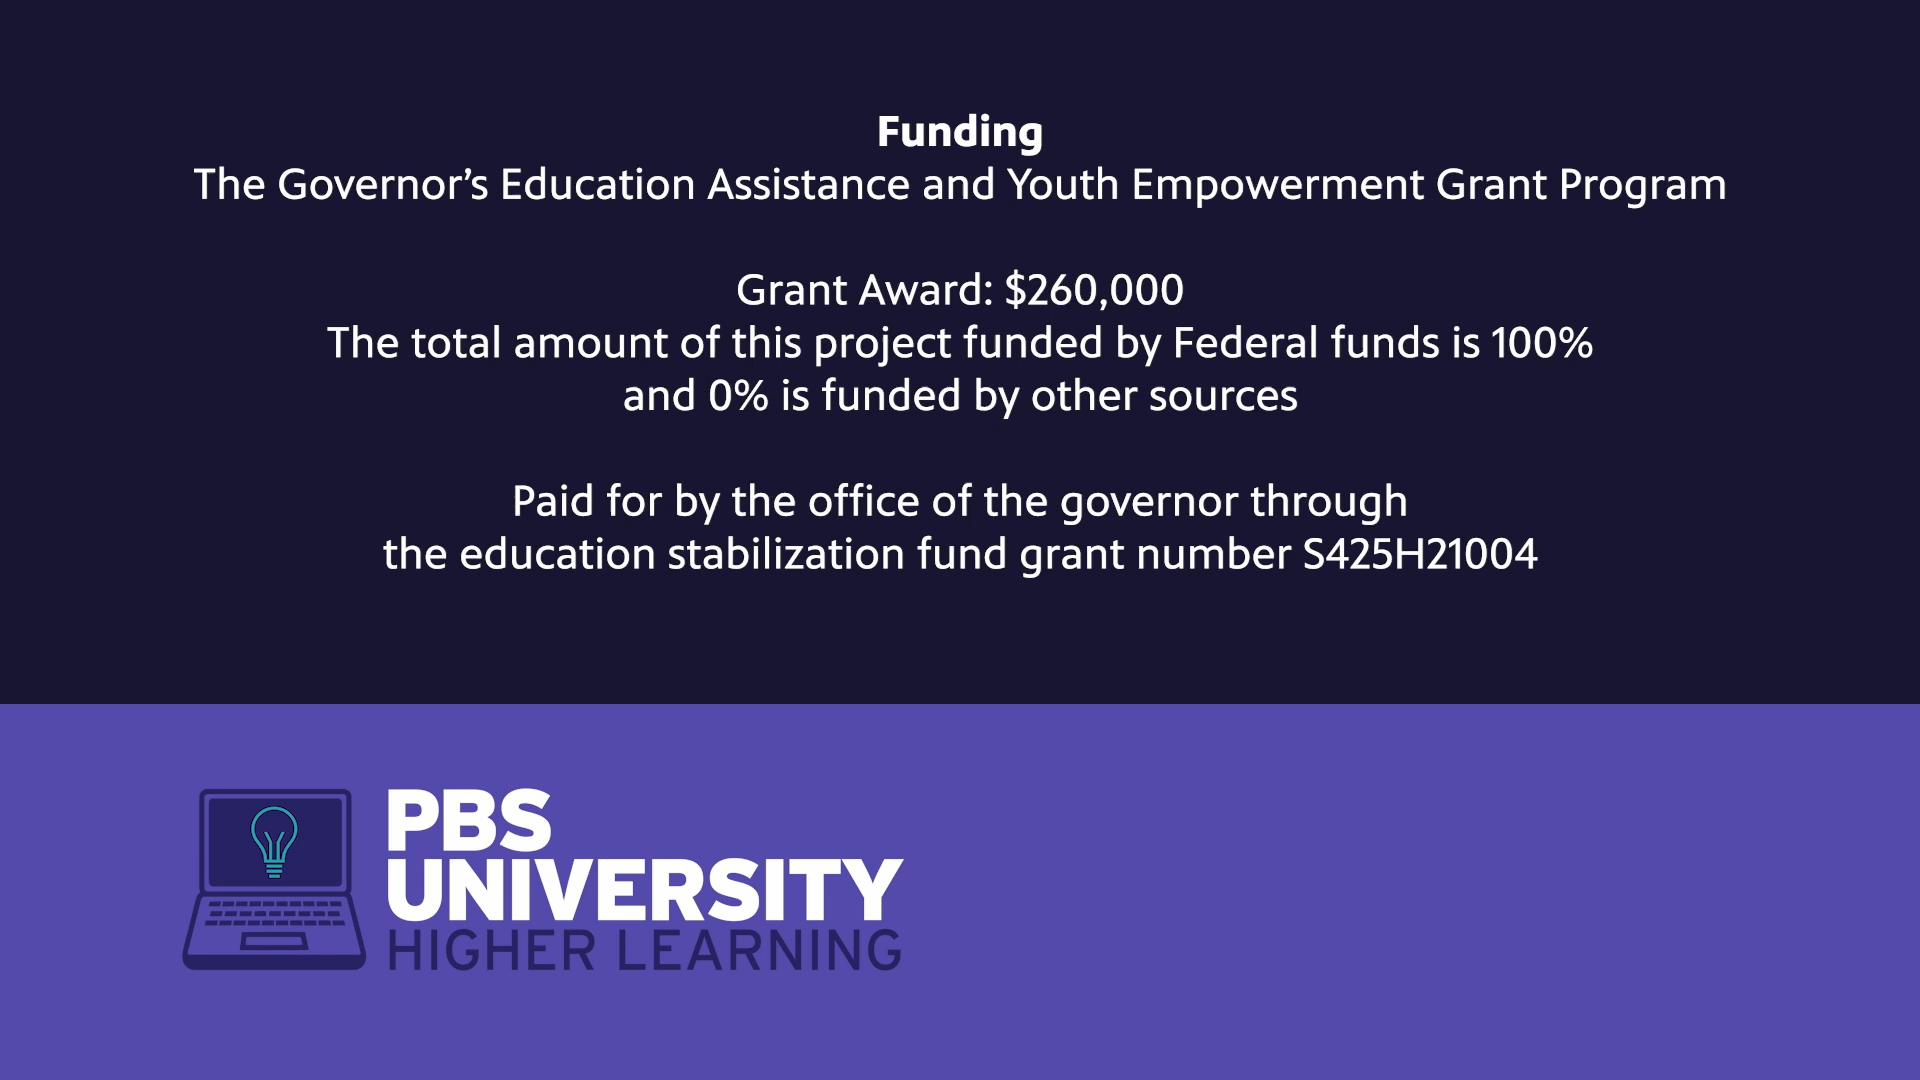 Funding
The Governor’s Education Assistance and Youth Empowerment Grant Program
Grant Award: $260,000
The total amount of this project funded by Federal funds is 100%
and 0% is funded by other sources
Paid for by the office of the governor through
the education stabilization fund grant number S425H21004
PBS
UNIVERSITY
HIGHER LEARNING